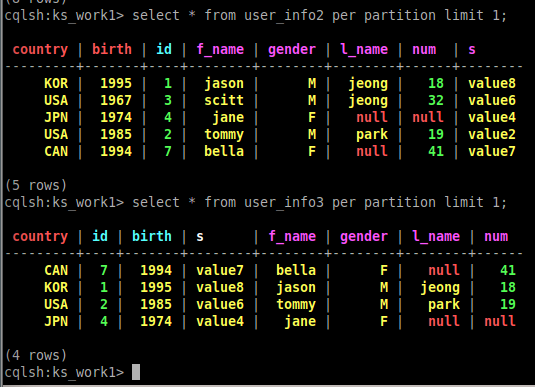 (8 rows)
cqlsh:ks_work1> select * from user_info2 per partition limit 1;
 country | birth | id | f_name | gender | l_name | num  | s
---------+-------+----+--------+--------+--------+------+--------
     KOR |  1995 |  1 |  jason |      M |  jeong |   18 | value8
     USA |  1967 |  3 |  scitt |      M |  jeong |   32 | value6
     JPN |  1974 |  4 |   jane |      F |   null | null | value4
     USA |  1985 |  2 |  tommy |      M |   park |   19 | value2
     CAN |  1994 |  7 |  bella |      F |   null |   41 | value7
(5 rows)
cqlsh:ks_work1> select * from user_info3 per partition limit 1;
 country | id | birth | s      | f_name | gender | l_name | num
---------+----+-------+--------+--------+--------+--------+------
     CAN |  7 |  1994 | value7 |  bella |      F |   null |   41
     KOR |  1 |  1995 | value8 |  jason |      M |  jeong |   18
     USA |  2 |  1985 | value6 |  tommy |      M |   park |   19
     JPN |  4 |  1974 | value4 |   jane |      F |   null | null
(4 rows)
cqlsh:ks_work1>